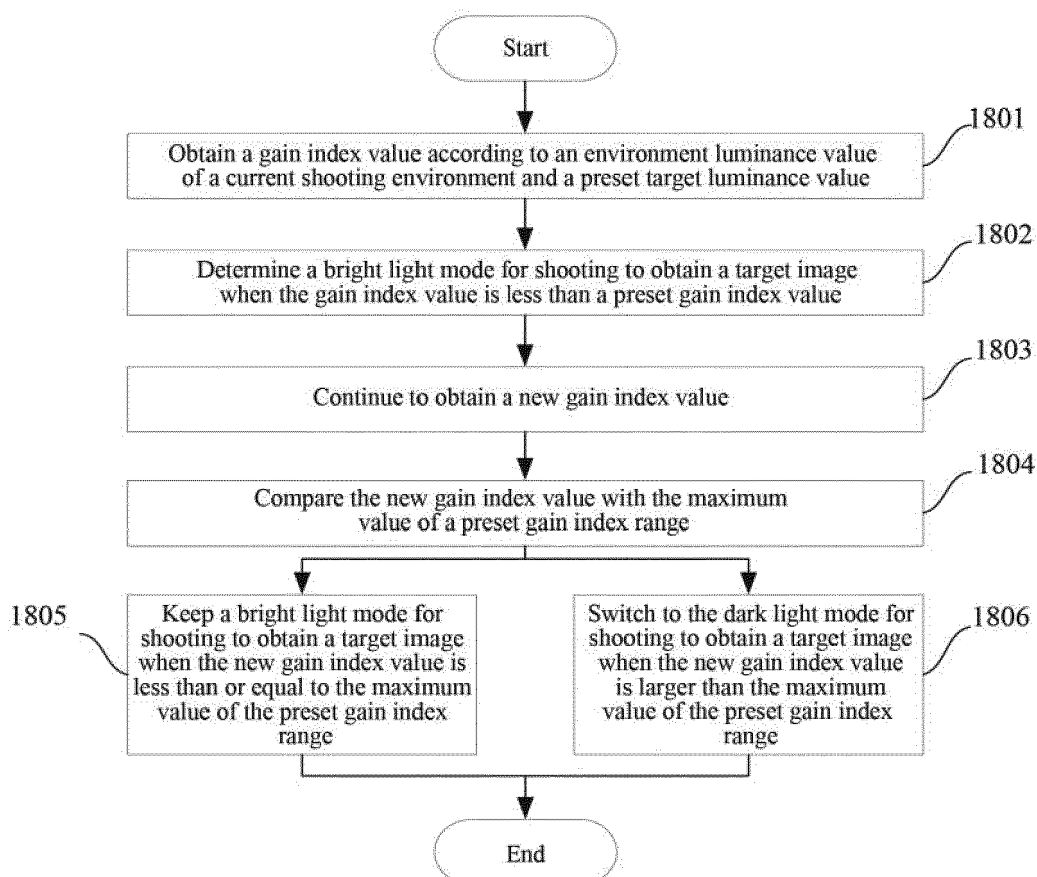 Start
1801
Obtain a gain index value according to an environment luminance value
of a current shooting environment and a preset target luminance value
1802
Determine a bright light mode for shooting to obtain a target image
when the gain index value is less than a preset gain index value
1803
Continue to obtain a new gain index value
1804
Compare the new gain index value with the maximum
value of a preset gain index range
1805
Keep a bright light mode for
shooting to obtain a target image
when the new gain index value is
less than or equal to the maximum
value of the preset gain index
range
Switch to the dark light mode for
shooting to obtain a target image
when the new gain index value
is larger than the maximum
value of the preset gain index
range
1806
End